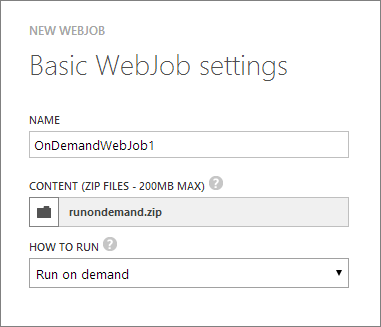 NEW WEBJOB
Basic WebJob settings
NAME
OnDemandWebJob1
CONTENT (ZIP FILES - 200MB MAX) ?
runondemand.zip
HOW TO RUN ?
Run on demand